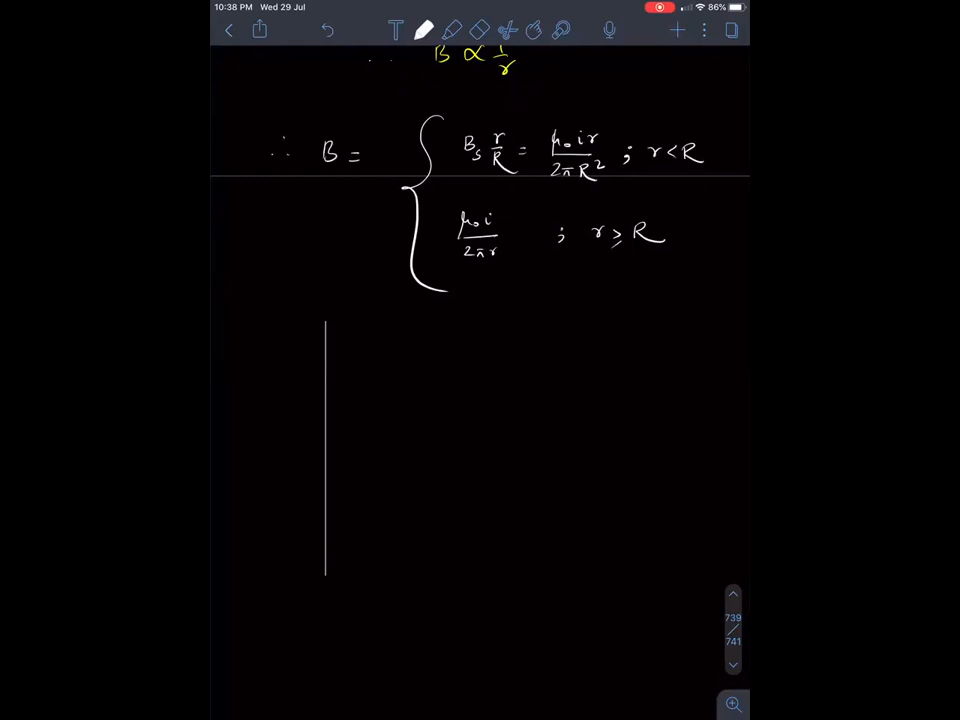 10:38 PM Wed 29 Jul 86%
T
∴ B ∝ 1/r
∴ B = { B_s r/R = μ₀ir/2πR² ; r < R
μ₀i/2πr ; r ≥ R
739
/
741